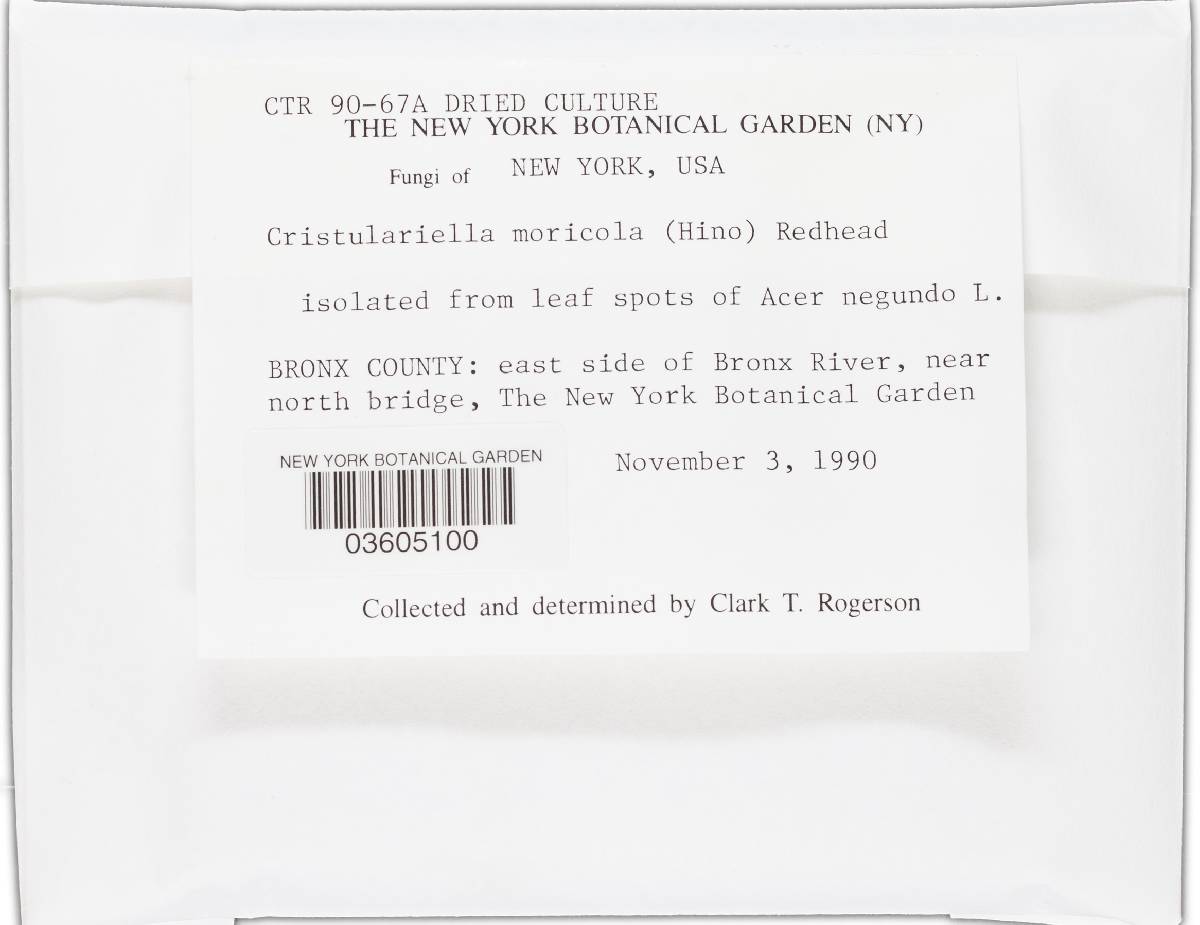 CTR 90-67A DRIED CULTURE
THE NEW YORK BOTANICAL GARDEN (NY)
Fungi of NEW YORK, USA
Cristulariella moricola (Hino) Redhead
isolated from leaf spots of Acer negundo L.
BRONX COUNTY: east side of Bronx River, near
north bridge, The New York Botanical Garden
November 3, 1990
NEW YORK BOTANICAL GARDEN
03605100
Collected and determined by Clark T. Rogerson